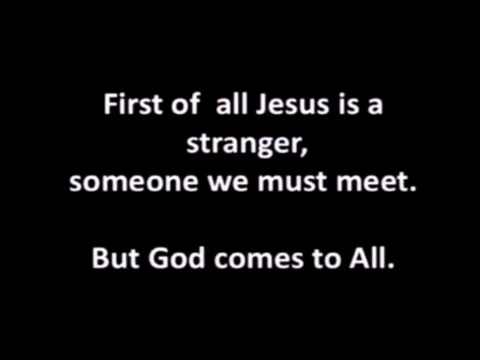 First of  all Jesus is a
stranger,
someone we must meet.
But God comes to All.